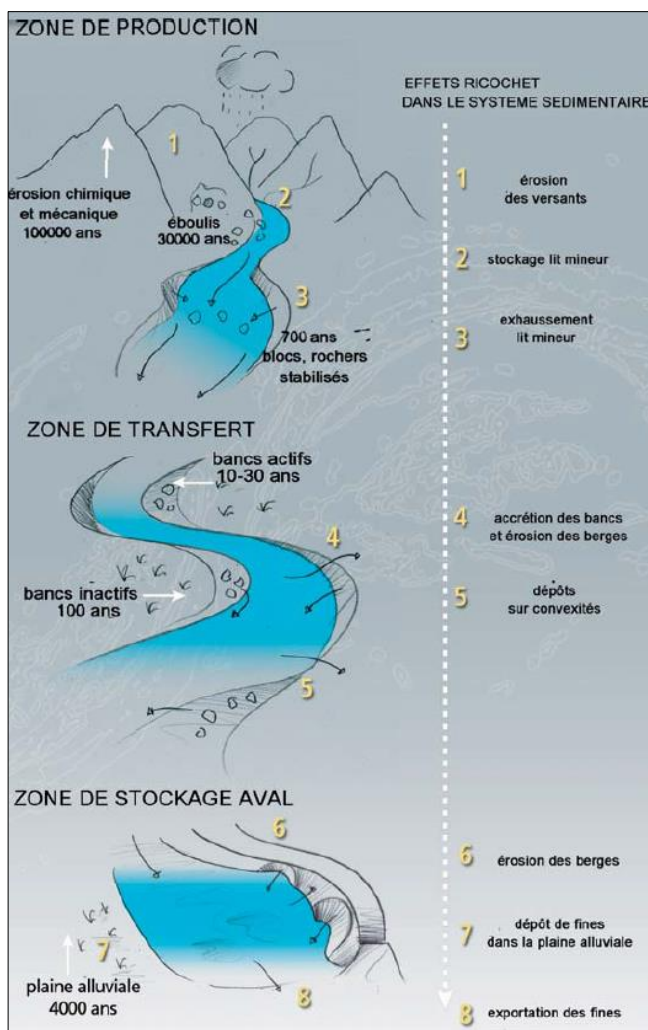 ZONE DE PRODUCTION
EFFETS RICOCHET
DANS LE SYSTEME SEDIMENTAIRE
1
érosion chimique
et mécanique
100000 ans
éboulis
30000 ans
2
3
700 ans
blocs, rochers
stabilisés
1
érosion
des versants
2
stockage lit mineur
3
exhaussement
lit mineur
ZONE DE TRANSFERT
bancs actifs
10-30 ans
4
bancs inactifs
100 ans
5
4
accrétion des bancs
et érosion des berges
5
dépôts
sur convexités
ZONE DE STOCKAGE AVAL
6
7
plaine alluviale
4000 ans
8
6
érosion des berges
7
dépôt de fines
dans la plaine alluviale
8
exportation des fines